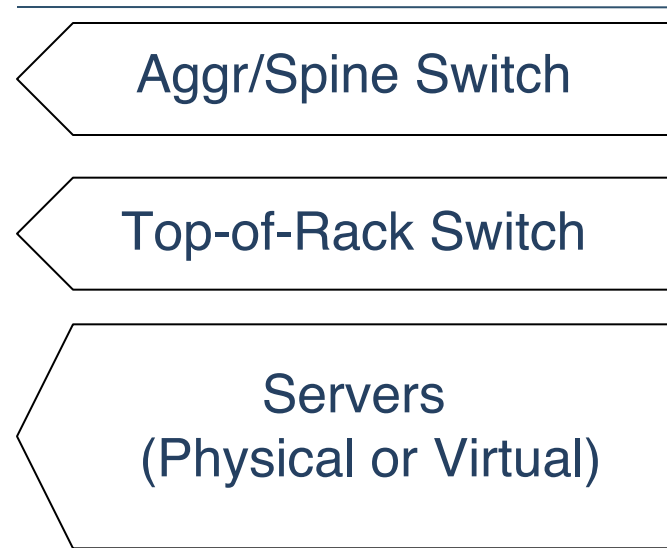 Aggr/Spine Switch
Top-of-Rack Switch
Servers
(Physical or Virtual)